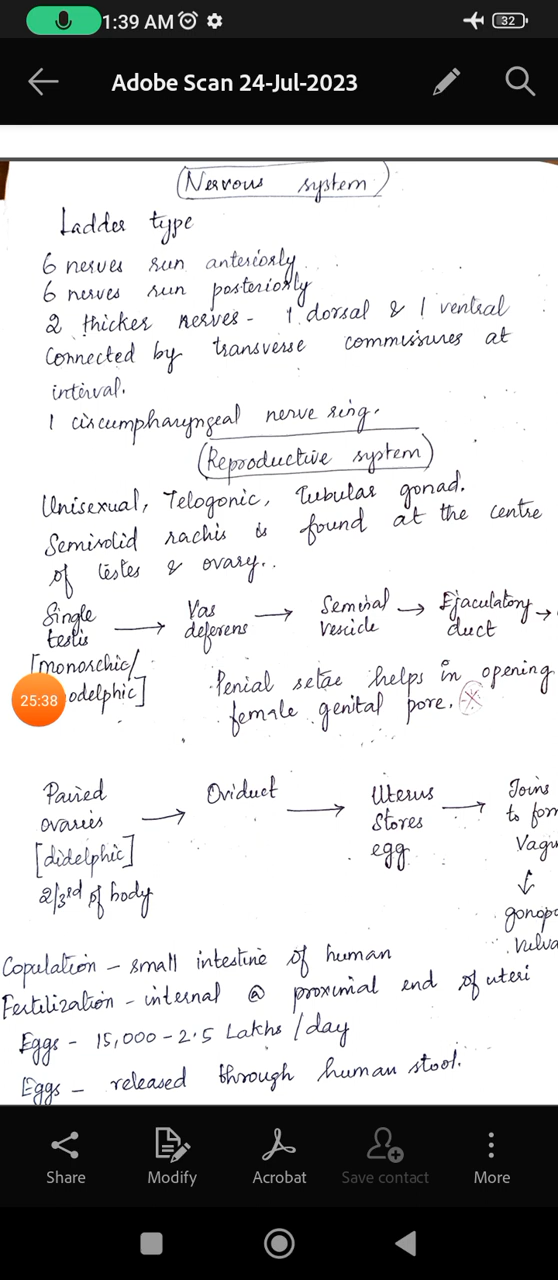 1:39 AM
32
Adobe Scan 24-Jul-2023
Nervous system
Ladder type
6 nerves run anteriorly
6 nerves run posteriorly
2 thicker nerves - 1 dorsal & 1 ventral
Connected by transverse commissures at
interval.
1 circumpharyngeal nerve ring.
Reproductive system
Unisexual, Telogonic, Tubular gonad.
Semisolid rachis is found at the centre
of testes & ovary..
Single testis → Vas deferens → Seminal vesicle → Ejaculatory duct →
[monorchic/
odelphic]
Penial setae helps in opening
female genital pore.
25:38
Paired ovaries → Oviduct → Uterus Stores egg → Joins to form
[didelphic]
2/3rd of body
↓
Vulva
Copulation - small intestine of human
Fertilization - internal @ proximal end of uteri
Eggs - 15,000 - 2.5 Lakhs/day
Eggs - released through human stool.
Share
Modify
Acrobat
Save contact
More